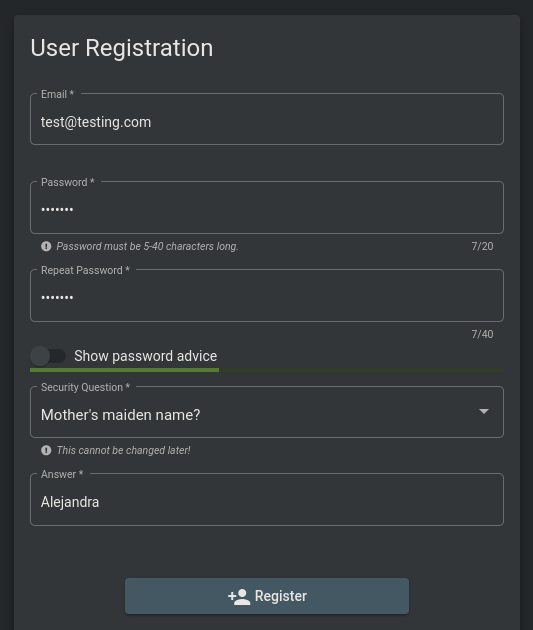 User Registration
Email *
test@testing.com
Password *
•••••••
Password must be 5-40 characters long. 7/20
Repeat Password *
•••••••
7/40
Show password advice
Security Question *
Mother's maiden name?
This cannot be changed later!
Answer *
Alejandra
Register